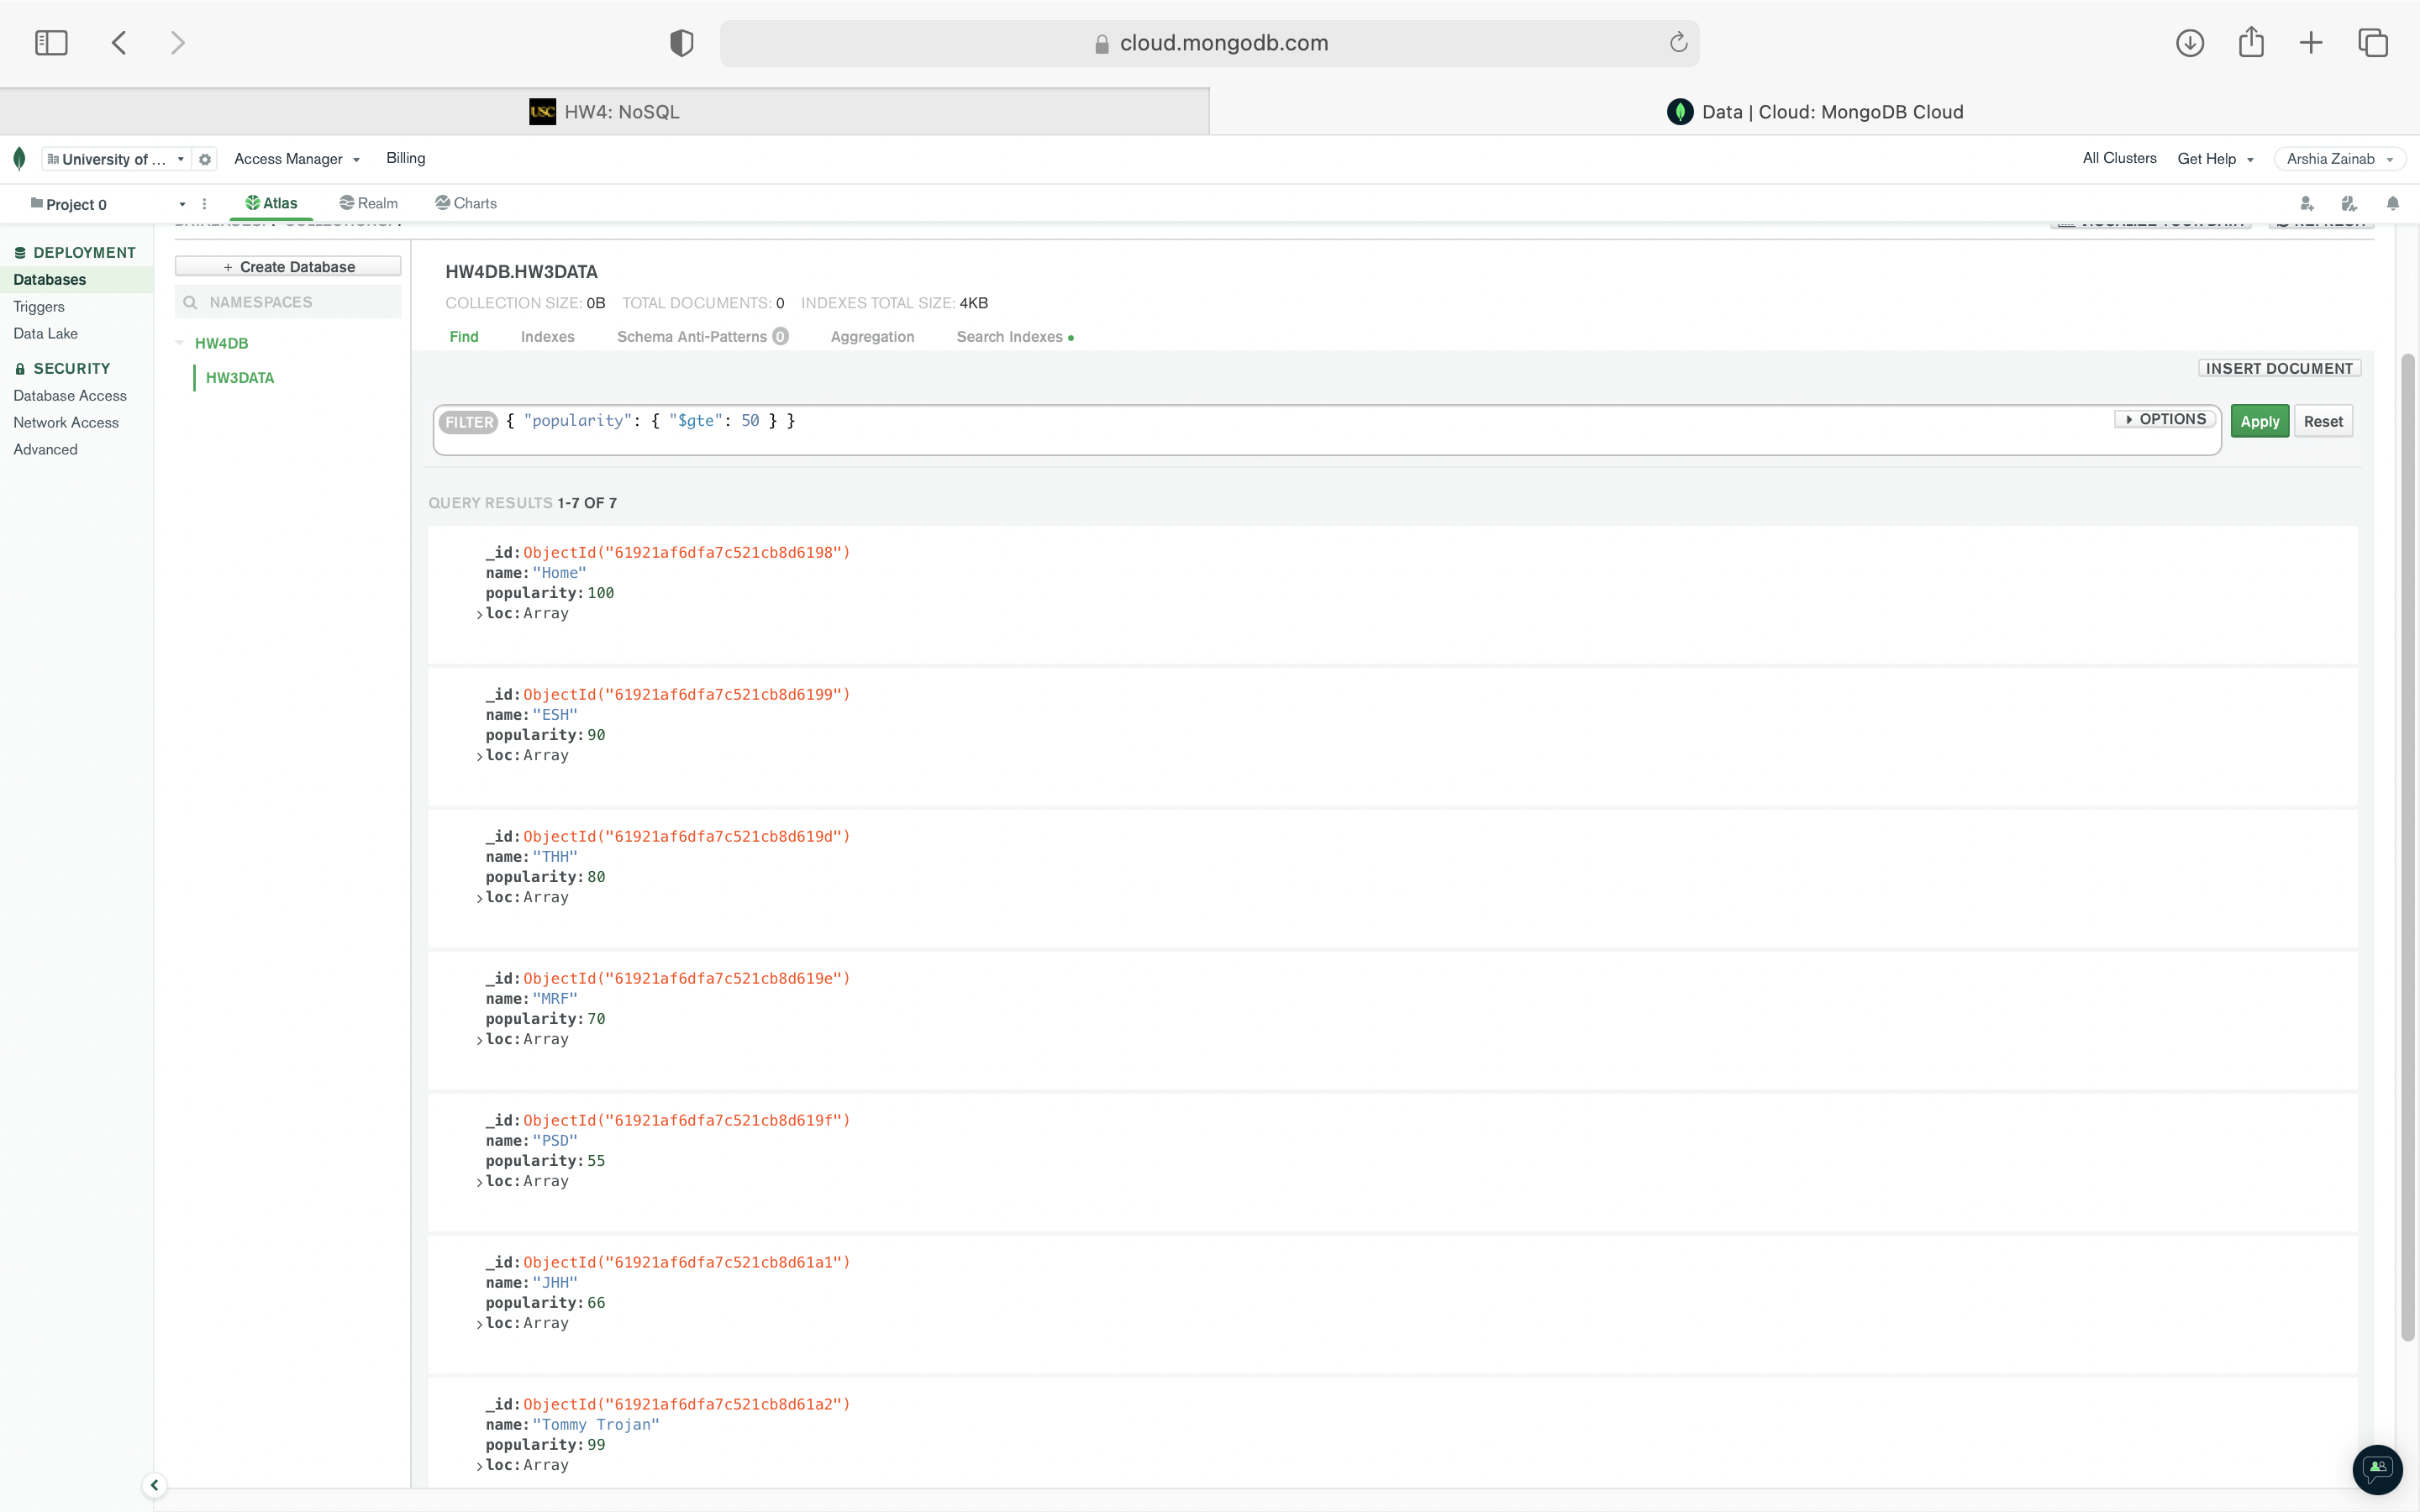 cloud.mongodb.com
USC HW4: NoSQL
Data | Cloud: MongoDB Cloud
University of ... Access Manager Billing All Clusters Get Help Arshia Zainab
Project 0 Atlas Realm Charts
DEPLOYMENT
Databases
Triggers
Data Lake
SECURITY
Database Access
Network Access
Advanced
+ Create Database
NAMESPACES
HW4DB
HW3DATA
VISUALIZE YOUR DATA REFRESH
HW4DB.HW3DATA
COLLECTION SIZE: 0B TOTAL DOCUMENTS: 0 INDEXES TOTAL SIZE: 4KB
Find Indexes Schema Anti-Patterns 0 Aggregation Search Indexes
INSERT DOCUMENT
FILTER { "popularity": { "$gte": 50 } } OPTIONS Apply Reset
QUERY RESULTS 1-7 OF 7
_id:ObjectId("61921af6dfa7c521cb8d6198")
name:"Home"
popularity:100
loc:Array
_id:ObjectId("61921af6dfa7c521cb8d6199")
name:"ESH"
popularity:90
loc:Array
_id:ObjectId("61921af6dfa7c521cb8d619d")
name:"THH"
popularity:80
loc:Array
_id:ObjectId("61921af6dfa7c521cb8d619e")
name:"MRF"
popularity:70
loc:Array
_id:ObjectId("61921af6dfa7c521cb8d619f")
name:"PSD"
popularity:55
loc:Array
_id:ObjectId("61921af6dfa7c521cb8d61a1")
name:"JHH"
popularity:66
loc:Array
_id:ObjectId("61921af6dfa7c521cb8d61a2")
name:"Tommy Trojan"
popularity:99
loc:Array